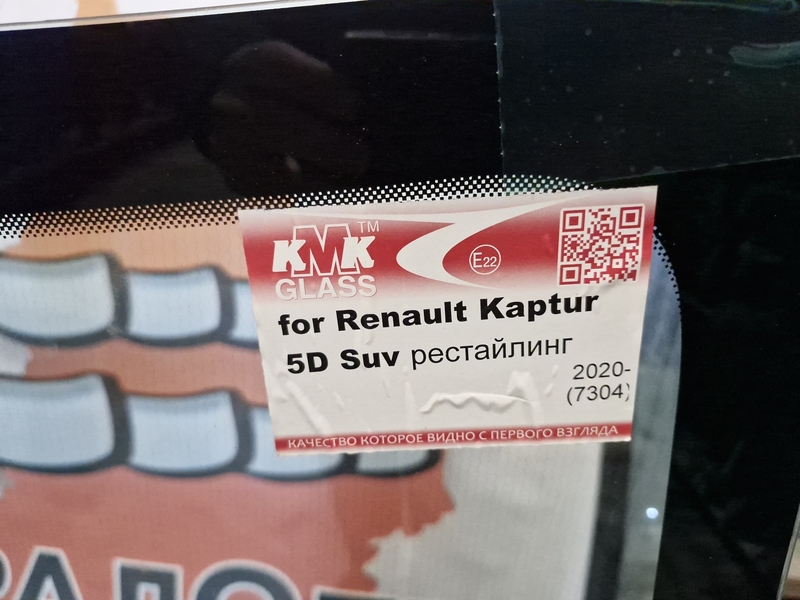 KMK™
GLASS
E22
for Renault Kaptur
5D Suv рестайлинг
2020-
(7304)
КАЧЕСТВО КОТОРОЕ ВИДНО С ПЕРВОГО ВЗГЛЯДА